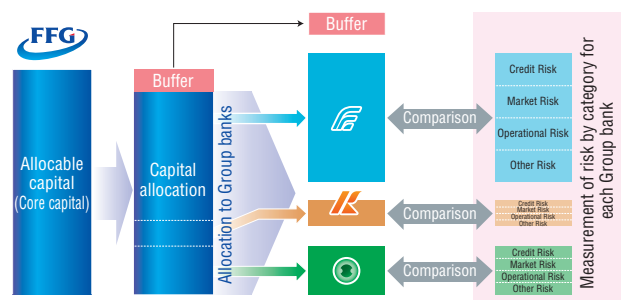 FFG
Allocable
capital
(Core capital)
Buffer
Capital
allocation
Allocation to Group banks
Buffer
Comparison
Comparison
Comparison
Credit Risk
Market Risk
Operational Risk
Other Risk
Credit Risk
Market Risk
Operational Risk
Other Risk
Credit Risk
Market Risk
Operational Risk
Other Risk
Measurement of risk by category for
each Group bank